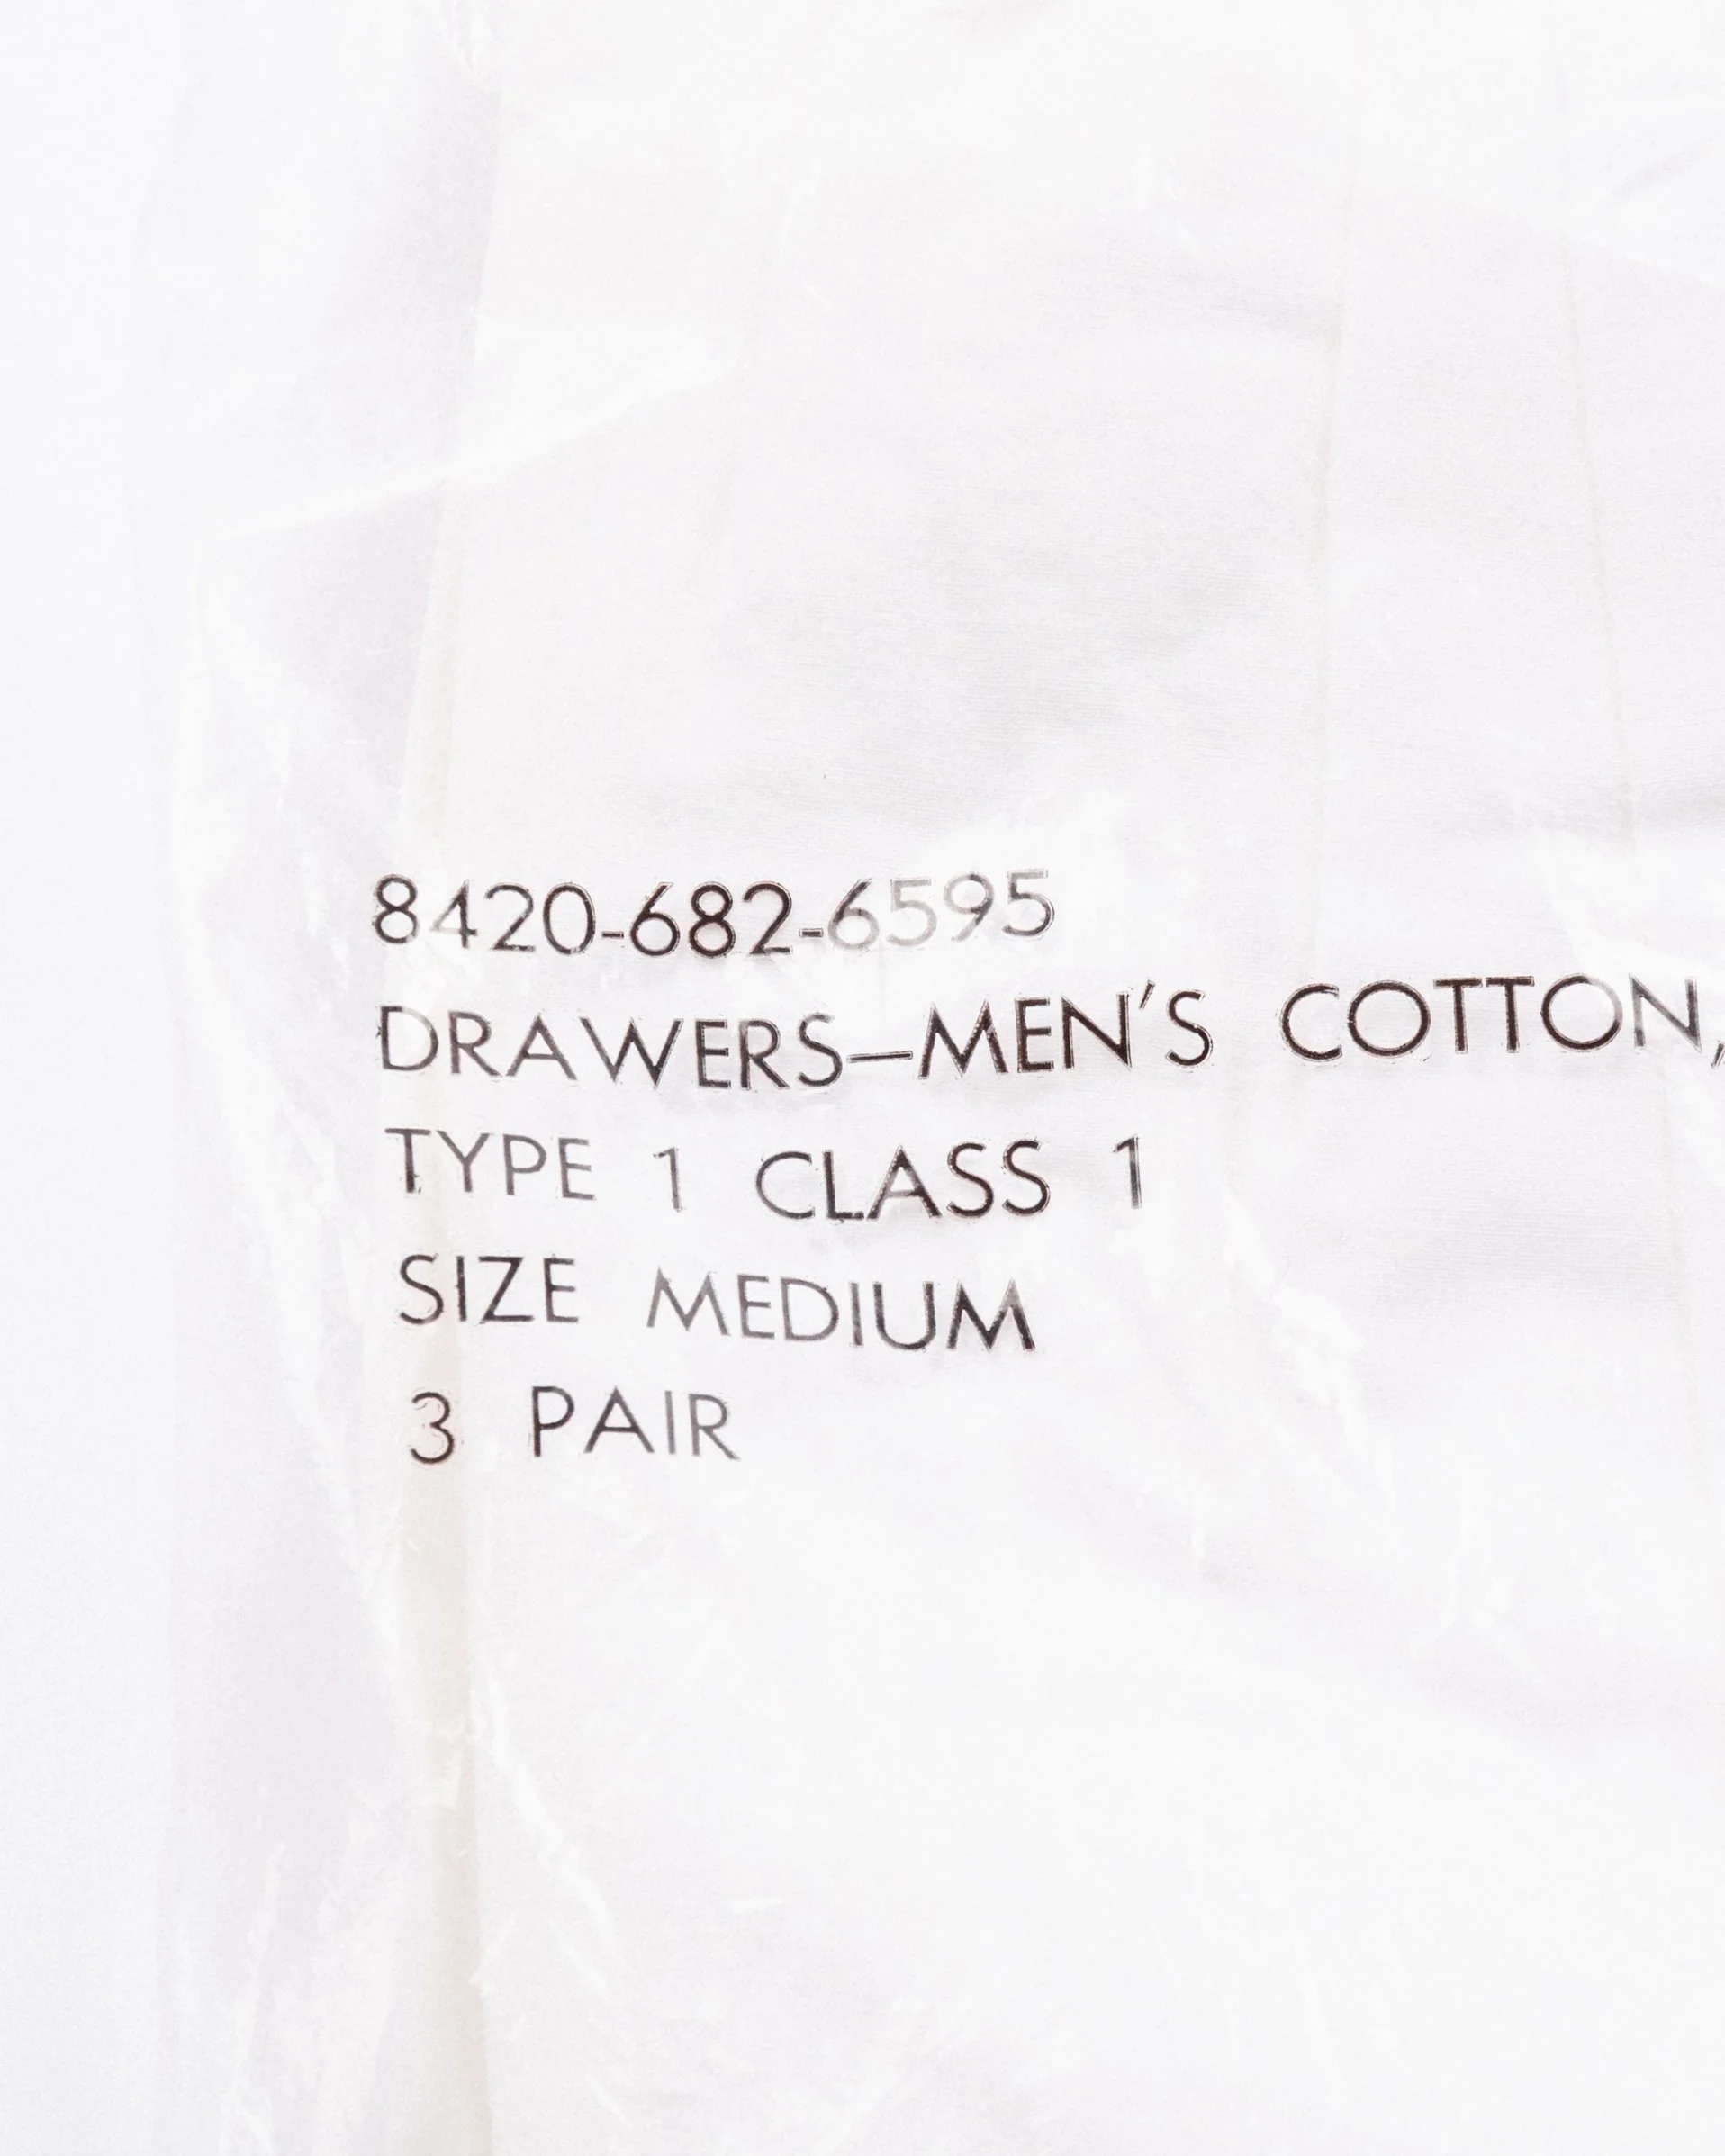 8420-682-6595
DRAWERS—MEN'S COTTON,
TYPE 1 CLASS 1
SIZE MEDIUM
3 PAIR